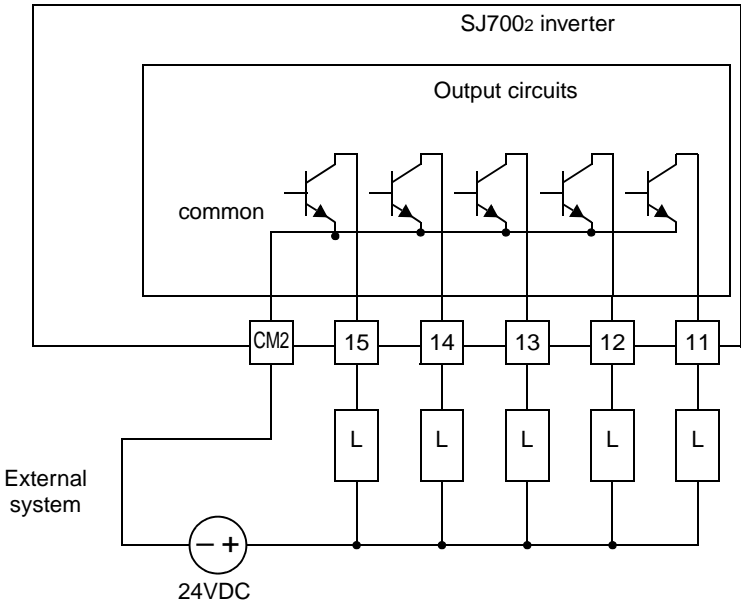 SJ7002 inverter
Output circuits
common
CM2 15 14 13 12 11
L L L L L
External
system
– +
24VDC